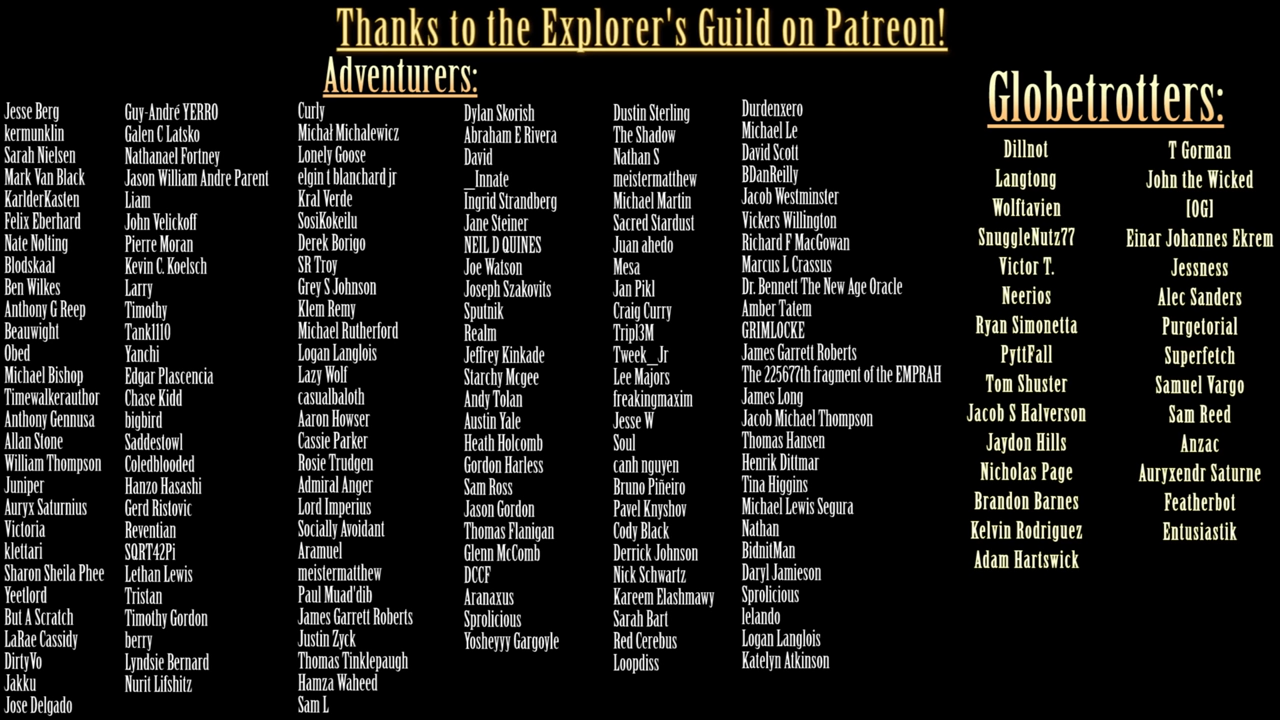 Thanks to the Explorer's Guild on Patreon!
Adventurers:
Jesse Berg
kermunklin
Sarah Nielsen
Mark Van Black
KarlderKasten
Felix Eberhard
Nate Nolting
Blodskaal
Ben Wilkes
Anthony G Reep
Beauwight
Obed
Michael Bishop
Timewalkerauthor
Anthony Gennusa
Allan Stone
William Thompson
Juniper
Auryx Saturnius
Victoria
klettari
Sharon Sheila Phee
Yeetlord
But A Scratch
LaRae Cassidy
DirtyVo
Jakku
Jose Delgado
Guy-André YERRO
Galen C Latsko
Nathanael Fortney
Jason William Andre Parent
Liam
John Velickoff
Pierre Moran
Kevin C. Koelsch
Larry
Timothy
Tank1110
Yanchi
Edgar Plascencia
Chase Kidd
bigbird
Saddestowl
Coledblooded
Hanzo Hasashi
Gerd Ristovic
Reventian
SQRT42Pi
Lethan Lewis
Tristan
Timothy Gordon
berry
Lyndsie Bernard
Nurit Lifshitz
Curly
Michał Michalewicz
Lonely Goose
elgin t blanchard jr
Kral Verde
SosiKokeilu
Derek Borigo
SR Troy
Grey S Johnson
Klem Remy
Michael Rutherford
Logan Langlois
Lazy Wolf
casualbaloth
Aaron Howser
Cassie Parker
Rosie Trudgen
Admiral Anger
Lord Imperius
Socially Avoidant
Aramuel
meistermatthew
Paul Muad'dib
James Garrett Roberts
Justin Zyck
Thomas Tinklepaugh
Hamza Waheed
Sam L
Dylan Skorish
Abraham E Rivera
David
_Innate
Ingrid Strandberg
Jane Steiner
NEIL D QUINES
Joe Watson
Joseph Szakovits
Sputnik
Realm
Jeffrey Kinkade
Starchy Mcgee
Andy Tolan
Austin Yale
Heath Holcomb
Gordon Harless
Sam Ross
Jason Gordon
Thomas Flanigan
Glenn McComb
DCCF
Aranaxus
Sprolicious
Yosheyyy Gargoyle
Dustin Sterling
The Shadow
Nathan S
meistermatthew
Michael Martin
Sacred Stardust
Juan ahedo
Mesa
Jan Pikl
Craig Curry
Tripl3M
Tweek_Jr
Lee Majors
freakingmaxim
Jesse W
Soul
canh nguyen
Bruno Piñeiro
Pavel Knyshov
Cody Black
Derrick Johnson
Nick Schwartz
Kareem Elashmawy
Sarah Bart
Red Cerebus
Loopdiss
Durdenxero
Michael Le
David Scott
BDanReilly
Jacob Westminster
Vickers Willington
Richard F MacGowan
Marcus L Crassus
Dr. Bennett The New Age Oracle
Amber Tatem
GRIMLOCKE
James Garrett Roberts
The 225677th fragment of the EMPRAH
James Long
Jacob Michael Thompson
Thomas Hansen
Henrik Dittmar
Tina Higgins
Michael Lewis Segura
Nathan
BidnitMan
Daryl Jamieson
Sprolicious
lelando
Logan Langlois
Katelyn Atkinson
Globetrotters:
Dillnot
Langtong
Wolftavien
SnuggleNutz77
Victor T.
Neerios
Ryan Simonetta
PyttFall
Tom Shuster
Jacob S Halverson
Jaydon Hills
Nicholas Page
Brandon Barnes
Kelvin Rodriguez
Adam Hartswick
T Gorman
John the Wicked
[OG]
Einar Johannes Ekrem
Jessness
Alec Sanders
Purgetorial
Superfetch
Samuel Vargo
Sam Reed
Anzac
Auryxendr Saturne
Featherbot
Entusiastik